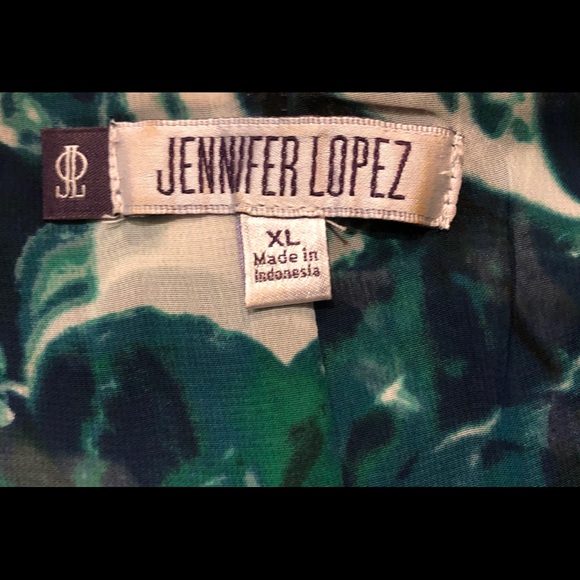 JL
JENNIFER LOPEZ
XL
Made in
Indonesia